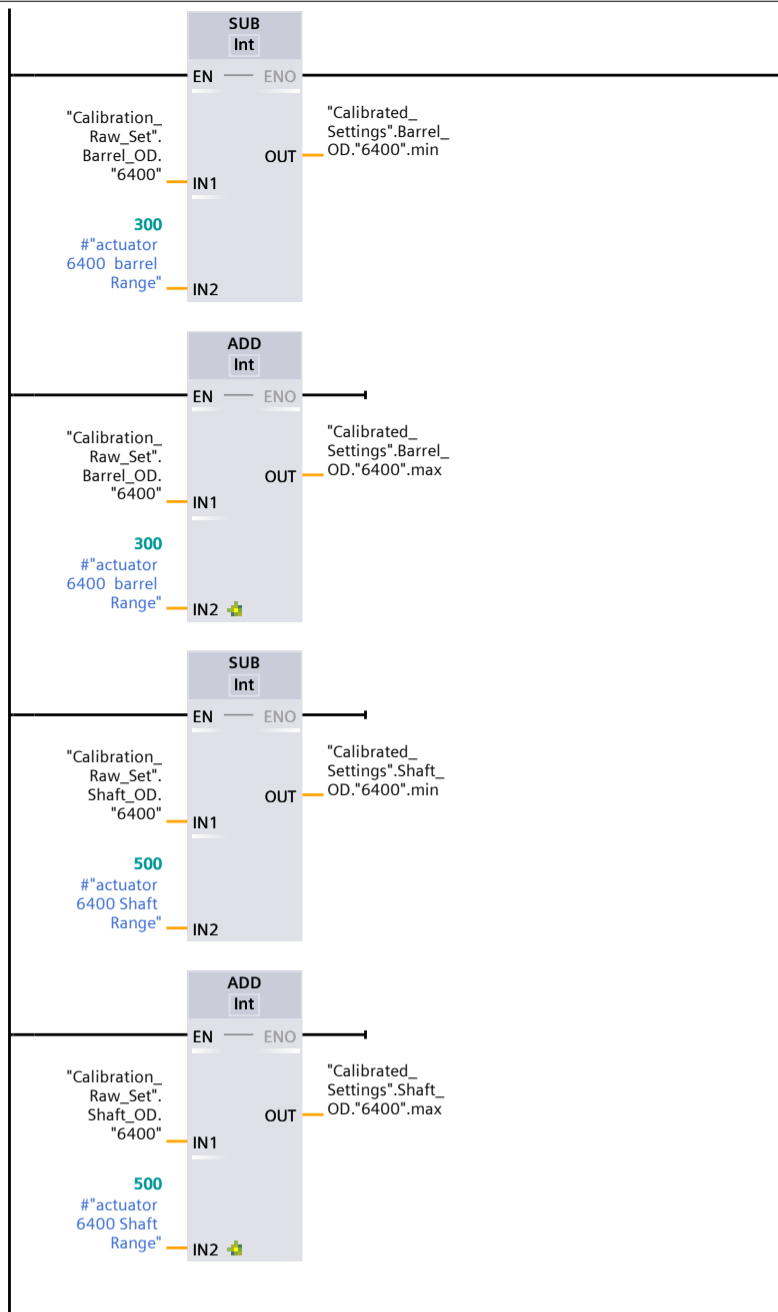 SUB
Int
EN
ENO
"Calibration_
Raw_Set".
Barrel_OD.
"6400"
IN1
"Calibrated_
Settings".Barrel_
OD."6400".min
OUT
300
#"actuator
6400  barrel
Range"
IN2
ADD
Int
EN
ENO
"Calibration_
Raw_Set".
Barrel_OD.
"6400"
IN1
"Calibrated_
Settings".Barrel_
OD."6400".max
OUT
300
#"actuator
6400  barrel
Range"
IN2
SUB
Int
EN
ENO
"Calibration_
Raw_Set".
Shaft_OD.
"6400"
IN1
"Calibrated_
Settings".Shaft_
OD."6400".min
OUT
500
#"actuator
6400 Shaft
Range"
IN2
ADD
Int
EN
ENO
"Calibration_
Raw_Set".
Shaft_OD.
"6400"
IN1
"Calibrated_
Settings".Shaft_
OD."6400".max
OUT
500
#"actuator
6400 Shaft
Range"
IN2